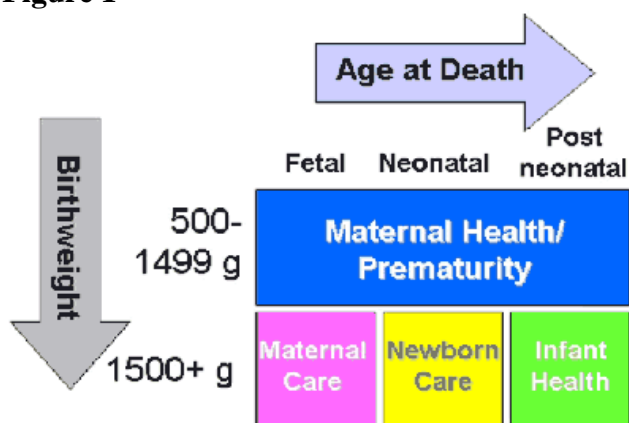 Figure 1
Age at Death
Fetal Neonatal Post neonatal
Birthweight
500-
1499 g
Maternal Health/
Prematurity
1500+ g
Maternal
Care
Newborn
Care
Infant
Health